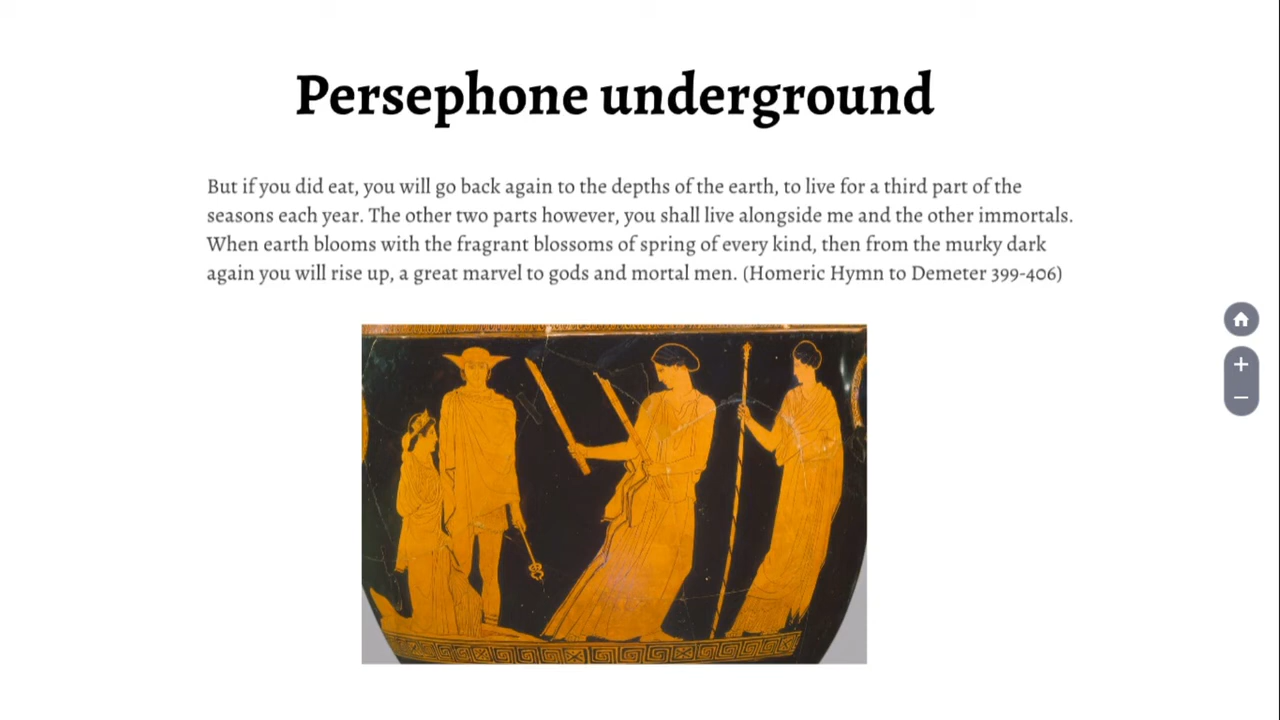 Persephone underground
But if you did eat, you will go back again to the depths of the earth, to live for a third part of the
seasons each year. The other two parts however, you shall live alongside me and the other immortals.
When earth blooms with the fragrant blossoms of spring of every kind, then from the murky dark
again you will rise up, a great marvel to gods and mortal men. (Homeric Hymn to Demeter 399-406)